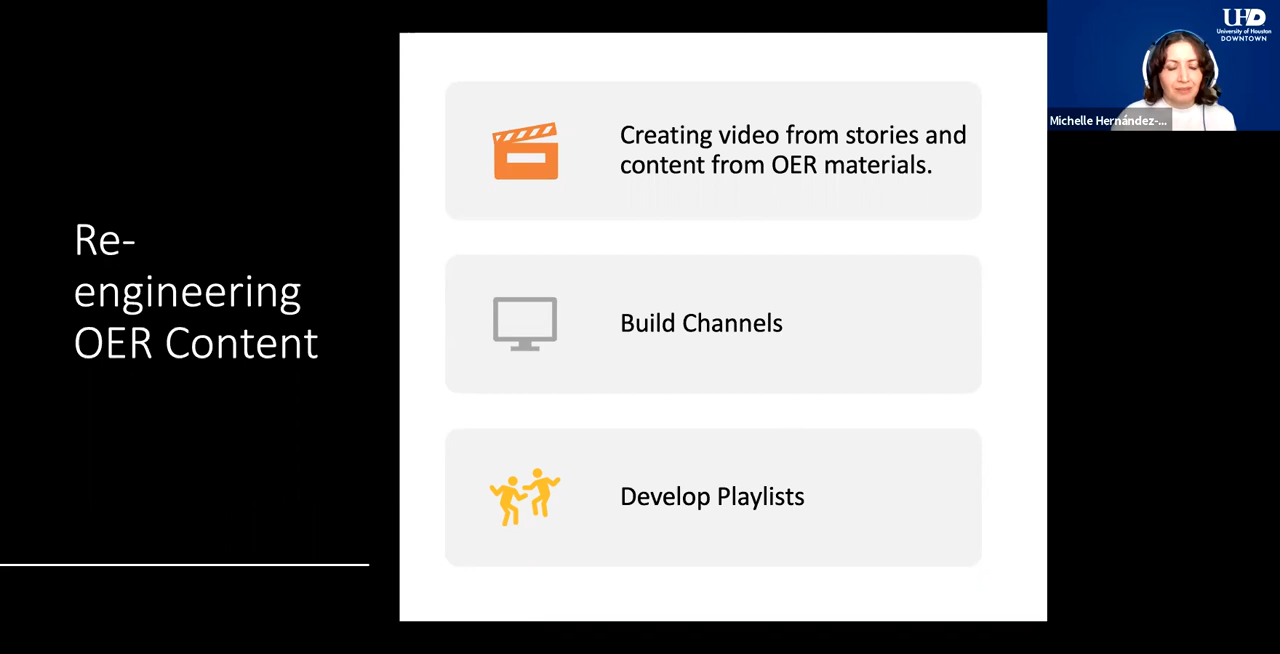 Re-
engineering
OER Content
Creating video from stories and
content from OER materials.
Build Channels
Develop Playlists
UHD
University of Houston
DOWNTOWN
Michelle Hernández-...